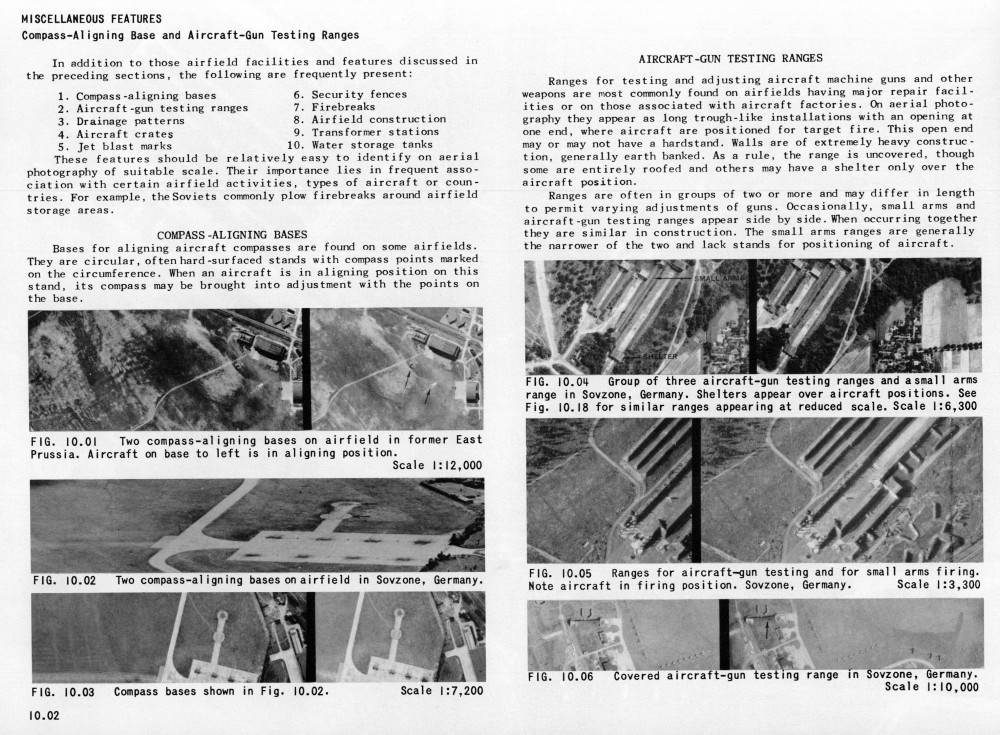 MISCELLANEOUS FEATURES
Compass-Aligning Base and Aircraft-Gun Testing Ranges
In addition to those airfield facilities and features discussed in
the preceding sections, the following are frequently present:
1. Compass-aligning bases
2. Aircraft-gun testing ranges
3. Drainage patterns
4. Aircraft crates
5. Jet blast marks
6. Security fences
7. Firebreaks
8. Airfield construction
9. Transformer stations
10. Water storage tanks
These features should be relatively easy to identify on aerial
photography of suitable scale. Their importance lies in frequent asso-
ciation with certain airfield activities, types of aircraft or coun-
tries. For example, the Soviets commonly plow firebreaks around airfield
storage areas.
COMPASS-ALIGNING BASES
Bases for aligning aircraft compasses are found on some airfields.
They are circular, often hard-surfaced stands with compass points marked
on the circumference. When an aircraft is in aligning position on this
stand, its compass may be brought into adjustment with the points on
the base.
FIG. 10.01 Two compass-aligning bases on airfield in former East
Prussia. Aircraft on base to left is in aligning position.
Scale 1:12,000
FIG. 10.02 Two compass-aligning bases on airfield in Sovzone, Germany.
FIG. 10.03 Compass bases shown in Fig. 10.02. Scale 1:7,200
10.02
AIRCRAFT-GUN TESTING RANGES
Ranges for testing and adjusting aircraft machine guns and other
weapons are most commonly found on airfields having major repair facil-
ities or on those associated with aircraft factories. On aerial photo-
graphy they appear as long trough-like installations with an opening at
one end, where aircraft are positioned for target fire. This open end
may or may not have a hardstand. Walls are of extremely heavy construc-
tion, generally earth banked. As a rule, the range is uncovered, though
some are entirely roofed and others may have a shelter only over the
aircraft position.
Ranges are often in groups of two or more and may differ in length
to permit varying adjustments of guns. Occasionally, small arms and
aircraft-gun testing ranges appear side by side. When occurring together
they are similar in construction. The small arms ranges are generally
the narrower of the two and lack stands for positioning of aircraft.
SMALL ARMS
SHELTER
FIG. 10.04 Group of three aircraft-gun testing ranges and a small arms
range in Sovzone, Germany. Shelters appear over aircraft positions. See
Fig. 10.18 for similar ranges appearing at reduced scale. Scale 1:6,300
FIG. 10.05 Ranges for aircraft-gun testing and for small arms firing.
Note aircraft in firing position. Sovzone, Germany. Scale 1:3,300
FIG. 10.06 Covered aircraft-gun testing range in Sovzone, Germany.
Scale 1:10,000